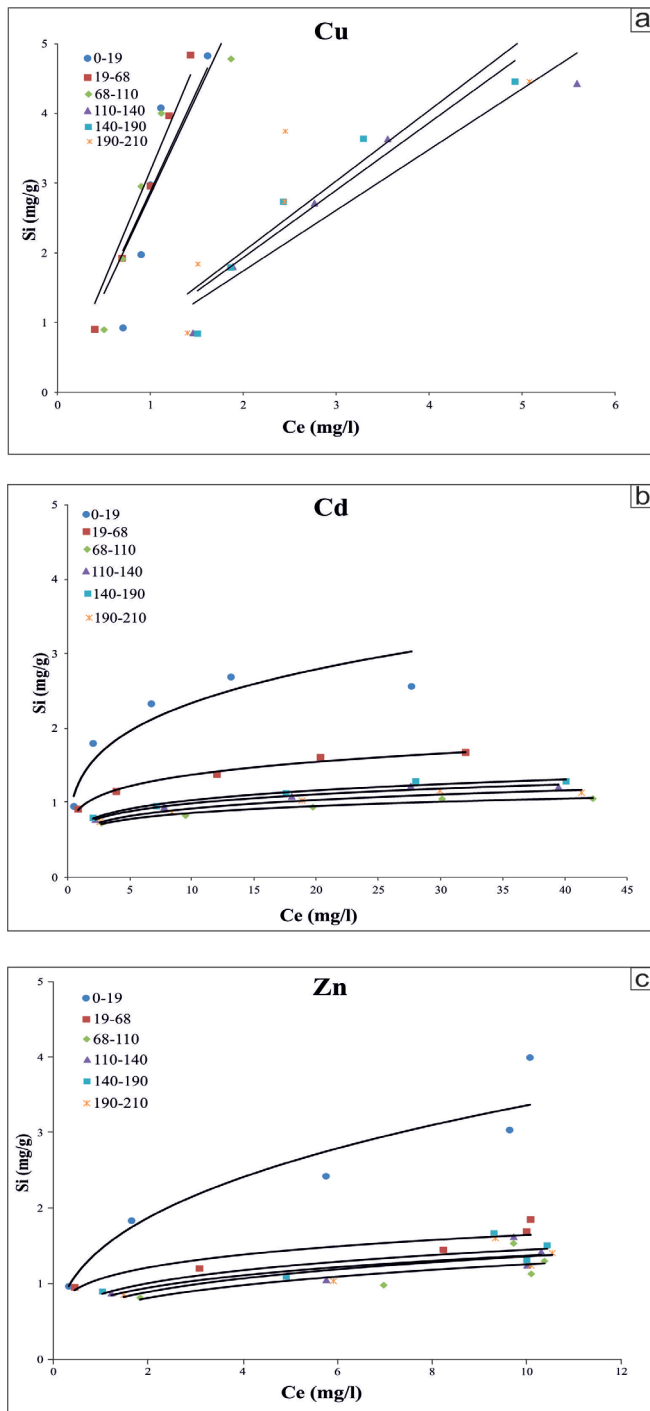 a
Cu
5
0-19
19-68
68-110
4
110-140
140-190
190-210
Si (mg/g)
3
2
1
0
0 1 2 3 4 5 6
Ce (mg/l)
b
Cd
5
0-19
19-68
68-110
4
110-140
140-190
190-210
Si (mg/g)
3
2
1
0
0 5 10 15 20 25 30 35 40 45
Ce (mg/l)
c
Zn
5
0-19
19-68
68-110
110-140
4
140-190
190-210
Si (mg/g)
3
2
1
0
0 2 4 6 8 10 12
Ce (mg/l)